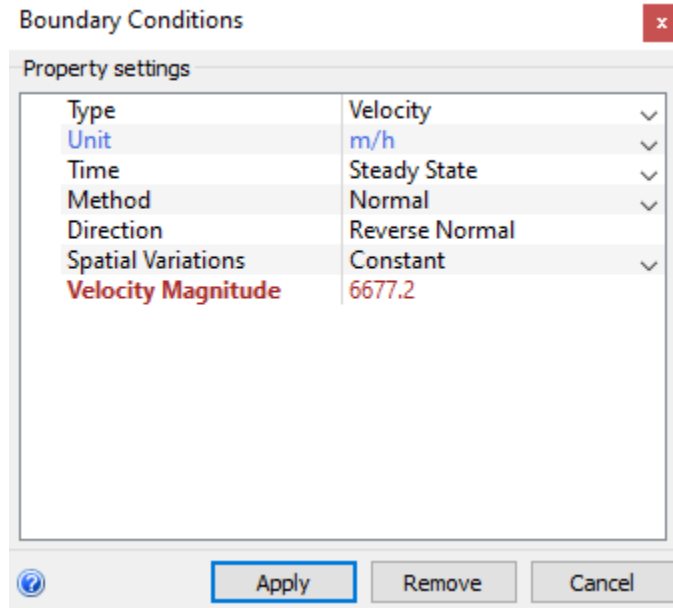 Boundary Conditions
x
Property settings
Type Velocity
Unit m/h
Time Steady State
Method Normal
Direction Reverse Normal
Spatial Variations Constant
Velocity Magnitude 6677.2
? Apply Remove Cancel